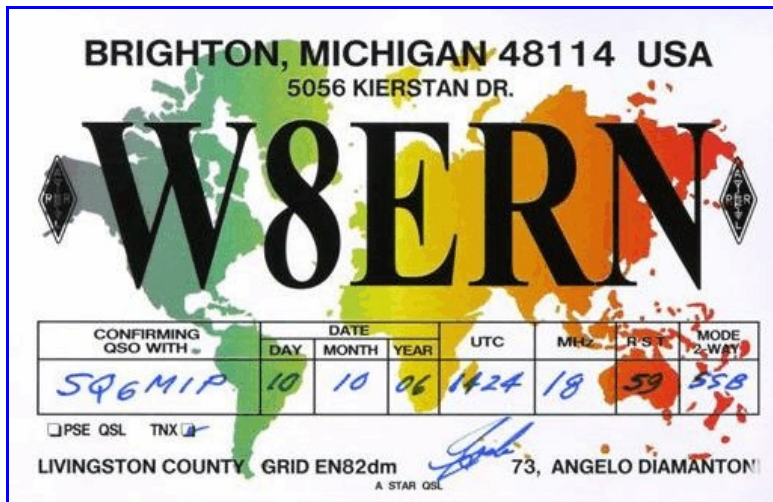 BRIGHTON, MICHIGAN 48114 USA
5056 KIERSTAN DR.
W8ERN
CONFIRMING QSO WITH DATE DAY MONTH YEAR UTC MHz R S T MODE 2-WAY
SQ6MIP 10 10 06 1424 18 59 SSB
PSE QSL TNX
LIVINGSTON COUNTY GRID EN82dm 73, ANGELO DIAMANTON
A STAR QSL